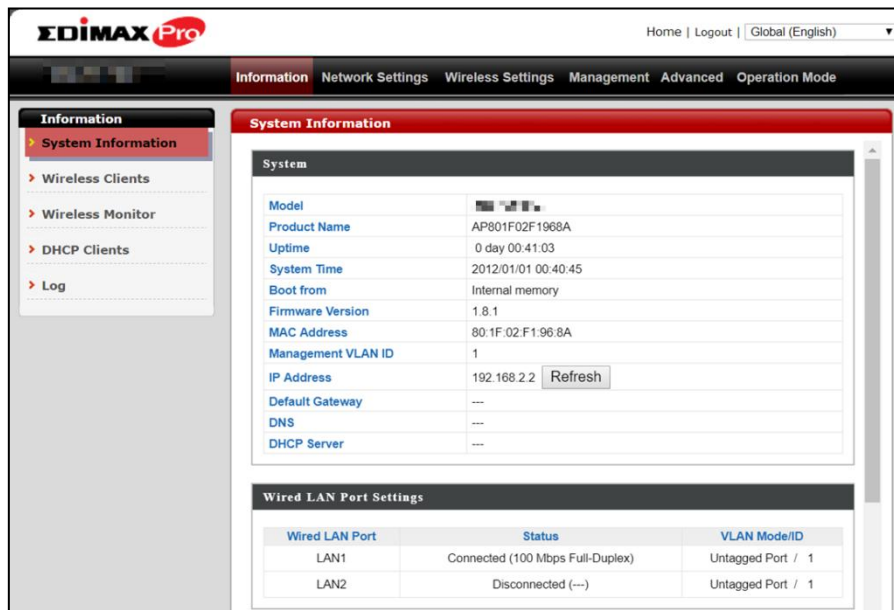 EDIMAX Pro
Home | Logout | Global (English)
Information Network Settings Wireless Settings Management Advanced Operation Mode
Information
System Information
Wireless Clients
Wireless Monitor
DHCP Clients
Log
System Information
System
Model
Product Name AP801F02F1968A
Uptime 0 day 00:41:03
System Time 2012/01/01 00:40:45
Boot from Internal memory
Firmware Version 1.8.1
MAC Address 80:1F:02:F1:96:8A
Management VLAN ID 1
IP Address 192.168.2.2 Refresh
Default Gateway ---
DNS ---
DHCP Server ---
Wired LAN Port Settings
Wired LAN Port Status VLAN Mode/ID
LAN1 Connected (100 Mbps Full-Duplex) Untagged Port / 1
LAN2 Disconnected (---) Untagged Port / 1